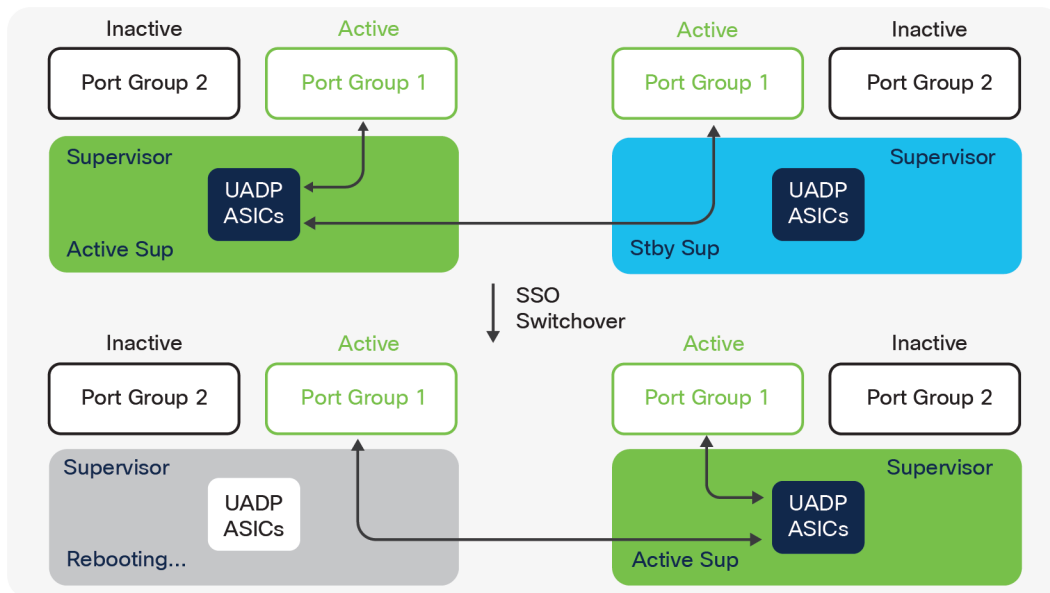 Inactive
Active
Active
Inactive
Port Group 2
Port Group 1
Port Group 1
Port Group 2
Supervisor
UADP
ASICs
Active Sup
Supervisor
UADP
ASICs
Stby Sup
SSO
Switchover
Inactive
Active
Active
Inactive
Port Group 2
Port Group 1
Port Group 1
Port Group 2
Supervisor
UADP
ASICs
Rebooting...
Supervisor
UADP
ASICs
Active Sup